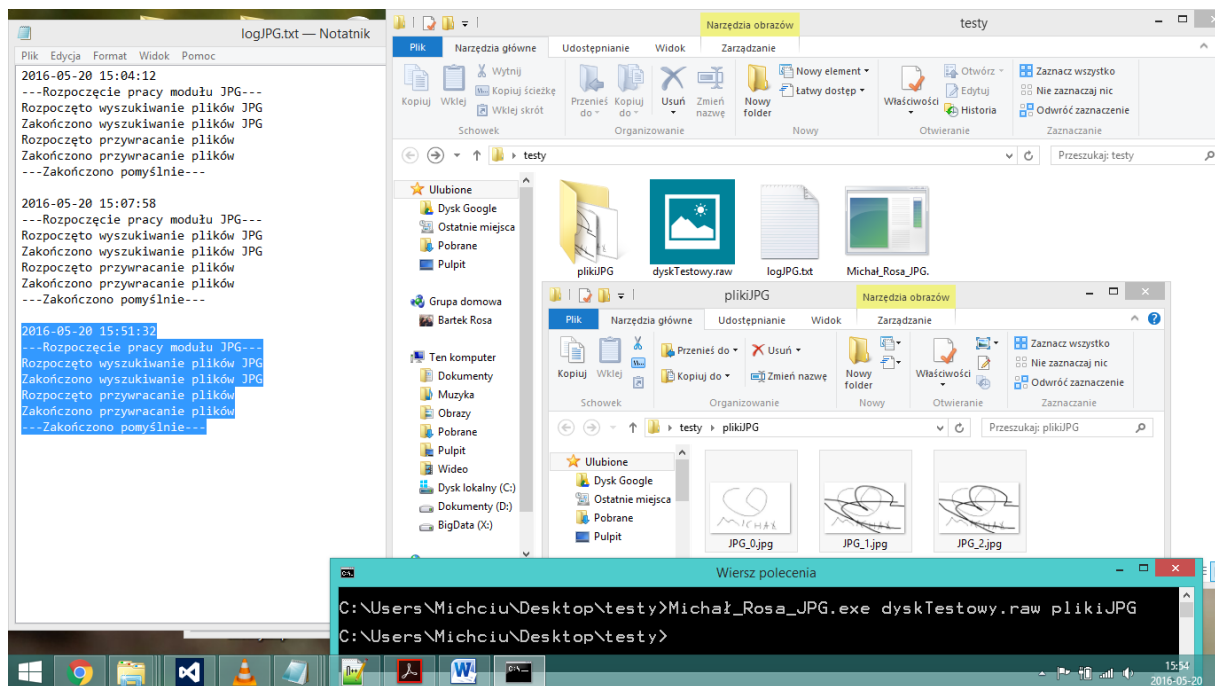 logJPG.txt — Notatnik
Plik Edycja Format Widok Pomoc
2016-05-20 15:04:12
---Rozpoczęcie pracy modułu JPG---
Rozpoczęto wyszukiwanie plików JPG
Zakończono wyszukiwanie plików JPG
Rozpoczęto przywracanie plików
Zakończono przywracanie plików
---Zakończono pomyślnie---
2016-05-20 15:07:58
---Rozpoczęcie pracy modułu JPG---
Rozpoczęto wyszukiwanie plików JPG
Zakończono wyszukiwanie plików JPG
Rozpoczęto przywracanie plików
Zakończono przywracanie plików
---Zakończono pomyślnie---
2016-05-20 15:51:32
---Rozpoczęcie pracy modułu JPG---
Rozpoczęto wyszukiwanie plików JPG
Zakończono wyszukiwanie plików JPG
Rozpoczęto przywracanie plików
Zakończono przywracanie plików
---Zakończono pomyślnie---
Narzędzia obrazów
testy
Plik Narzędzia główne Udostępnianie Widok Zarządzanie
Kopiuj Wklej
Wytnij
Kopiuj ścieżkę
Wklej skrót
Przenieś do
Kopiuj do
Usuń
Zmień nazwę
Nowy folder
Nowy element
Łatwy dostęp
Właściwości
Otwórz
Edytuj
Historia
Zaznacz wszystko
Nie zaznaczaj nic
Odwróć zaznaczenie
Schowek Organizowanie Nowy Otwieranie Zaznaczanie
testy
Przeszukaj: testy
Ulubione
Dysk Google
Ostatnie miejsca
Pobrane
Pulpit
Grupa domowa
Bartek Rosa
Ten komputer
Dokumenty
Muzyka
Obrazy
Pobrane
Pulpit
Wideo
Dysk lokalny (C:)
Dokumenty (D:)
BigData (X:)
plikiJPG dyskTestowy.raw logJPG.txt Michał_Rosa_JPG.
plikiJPG
Narzędzia obrazów
Plik Narzędzia główne Udostępnianie Widok Zarządzanie
Kopiuj Wklej
Przenieś do
Kopiuj do
Usuń
Zmień nazwę
Nowy folder
Właściwości
Zaznacz wszystko
Nie zaznaczaj nic
Odwróć zaznaczenie
Schowek Organizowanie Nowy Otwieranie Zaznaczanie
testy plikiJPG
Przeszukaj: plikiJPG
Ulubione
Dysk Google
Ostatnie miejsca
Pobrane
Pulpit
MICHAŁ
JPG_0.jpg JPG_1.jpg JPG_2.jpg
Wiersz polecenia
C:\Users\Michciu\Desktop\testy>Michał_Rosa_JPG.exe dyskTestowy.raw plikiJPG
C:\Users\Michciu\Desktop\testy>
15:54
2016-05-20